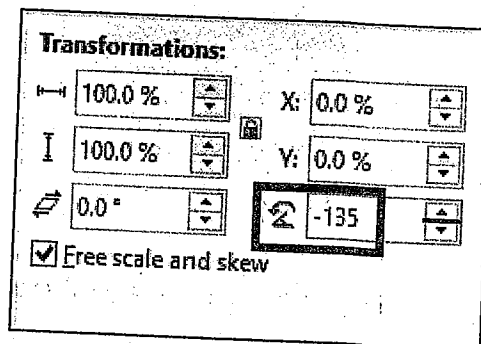 Transformations:
100.0 % X: 0.0 %
100.0 % Y: 0.0 %
0.0 ° -135
Free scale and skew